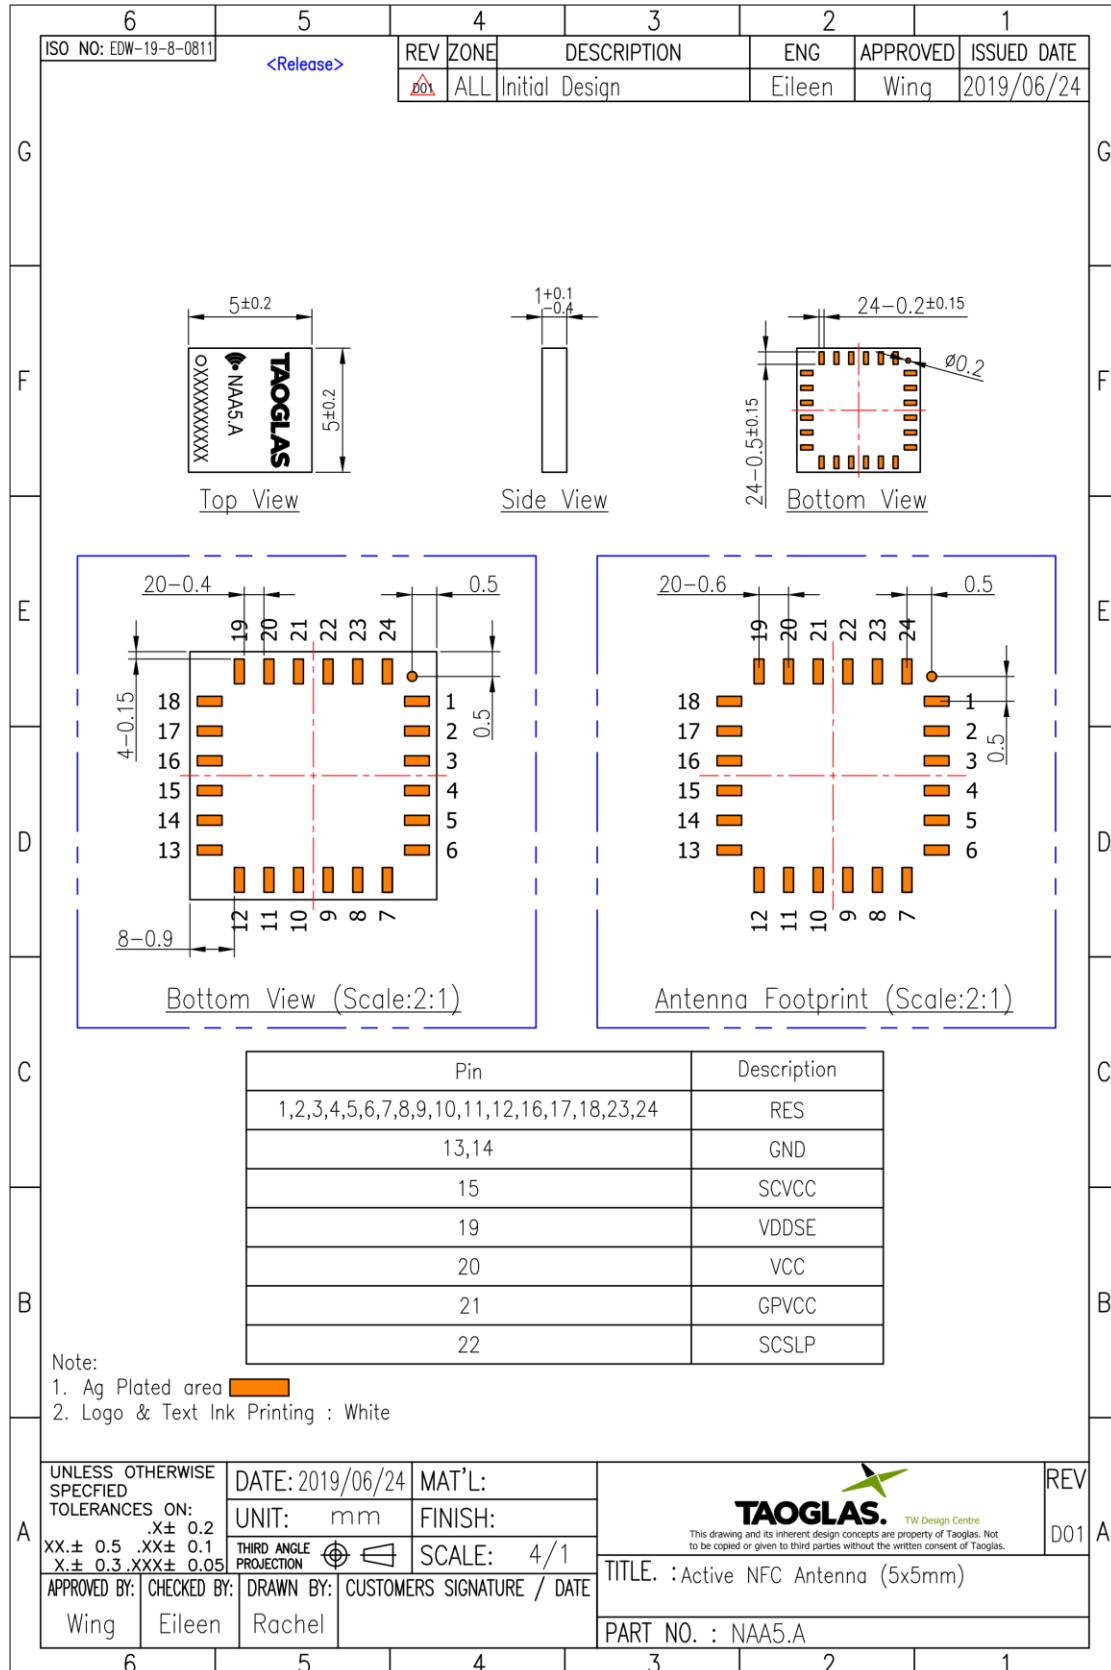 6 5 4 3 2 1
ISO NO: EDW-19-8-0811
<Release>
REV ZONE DESCRIPTION ENG APPROVED ISSUED DATE
D01 ALL Initial Design Eileen Wing 2019/06/24
G G
5±0.2
1+0.1
-0.4
24-0.2±0.15
F F
TAOGLAS
NAA5.A
OXXXXXXXXXX
5±0.2
Ø0.2
24-0.5±0.15
Top View
Side View
Bottom View
E E
20-0.4
0.5
19 20 21 22 23 24
4-0.15
0.5
18 1
17 2
16 3
15 4
14 5
13 6
12 11 10 9 8 7
8-0.9
Bottom View (Scale:2:1)
20-0.6
0.5
19 20 21 22 23 24
0.5
18 1
17 2
16 3
15 4
14 5
13 6
12 11 10 9 8 7
Antenna Footprint (Scale:2:1)
D D
C C
Pin Description
1,2,3,4,5,6,7,8,9,10,11,12,16,17,18,23,24 RES
13,14 GND
15 SCVCC
19 VDDSE
20 VCC
21 GPVCC
22 SCSLP
B B
Note:
1. Ag Plated area
2. Logo & Text Ink Printing : White
A A
UNLESS OTHERWISE
SPECFIED
TOLERANCES ON:
.X± 0.2
XX.± 0.5 .XX± 0.1
X.± 0.3 .XXX± 0.05
DATE: 2019/06/24
MAT'L:
UNIT: mm
FINISH:
THIRD ANGLE
PROJECTION
SCALE: 4/1
APPROVED BY: CHECKED BY: DRAWN BY: CUSTOMERS SIGNATURE / DATE
Wing Eileen Rachel
TAOGLAS.
TW Design Centre
This drawing and its inherent design concepts are property of Taoglas. Not
to be copied or given to third parties without the written consent of Taoglas.
REV
D01
TITLE. : Active NFC Antenna (5x5mm)
PART NO. : NAA5.A
6 5 4 3 2 1